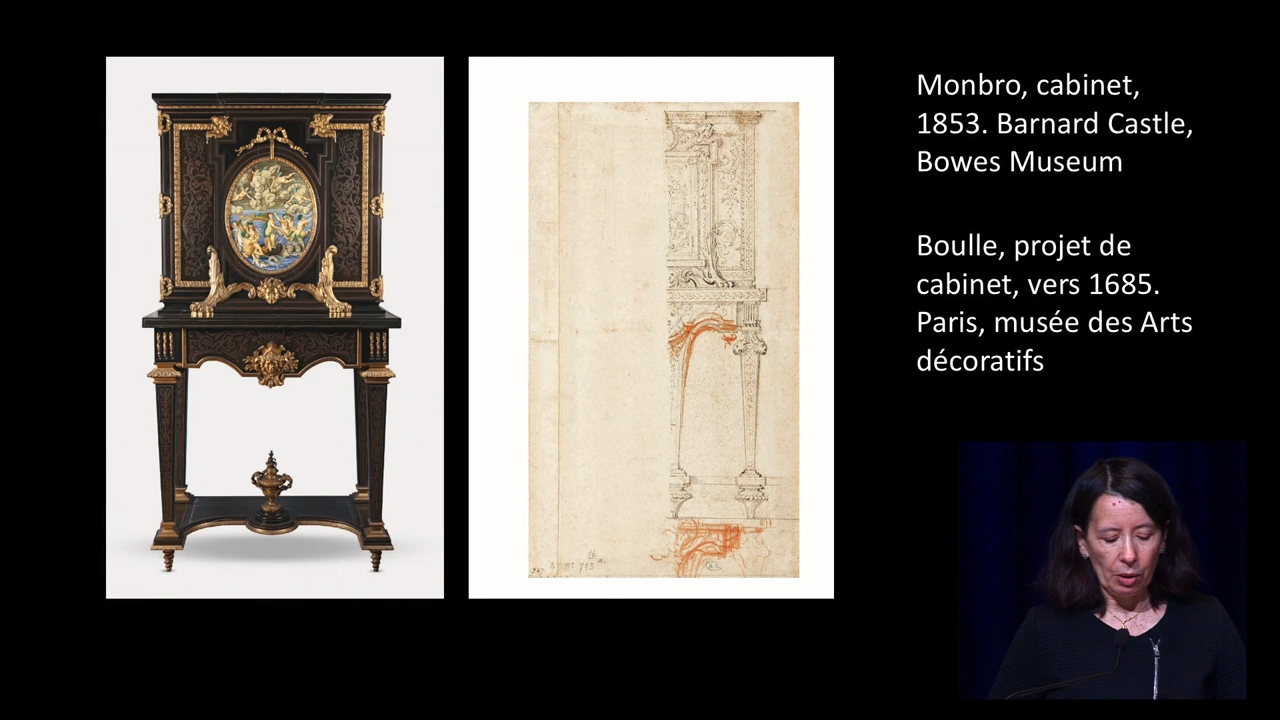 Monbro, cabinet,
1853. Barnard Castle,
Bowes Museum
Boulle, projet de
cabinet, vers 1685.
Paris, musée des Arts
décoratifs